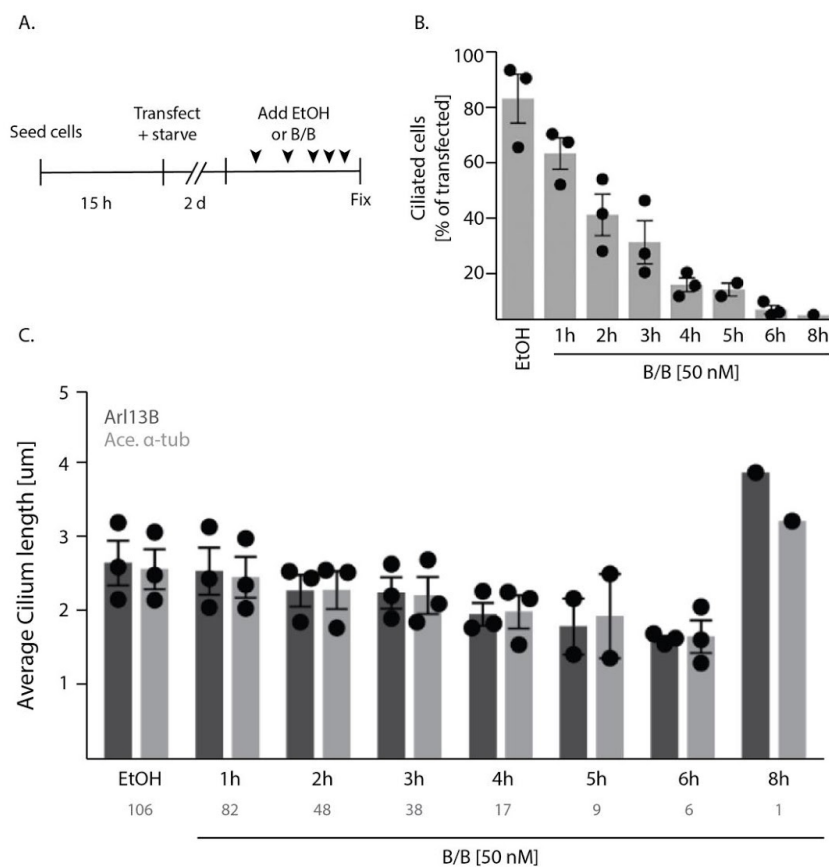 A.
Seed cells
Transfect
+ starve
Add EtOH
or B/B
15 h
2 d
Fix
B.
Ciliated cells
[% of transfected]
100
80
60
40
20
EtOH
1h 2h 3h 4h 5h 6h 8h
B/B [50 nM]
C.
Average Cilium length [um]
5
4
3
2
1
Arl13B
Ace. α-tub
EtOH 1h 2h 3h 4h 5h 6h 8h
106 82 48 38 17 9 6 1
B/B [50 nM]